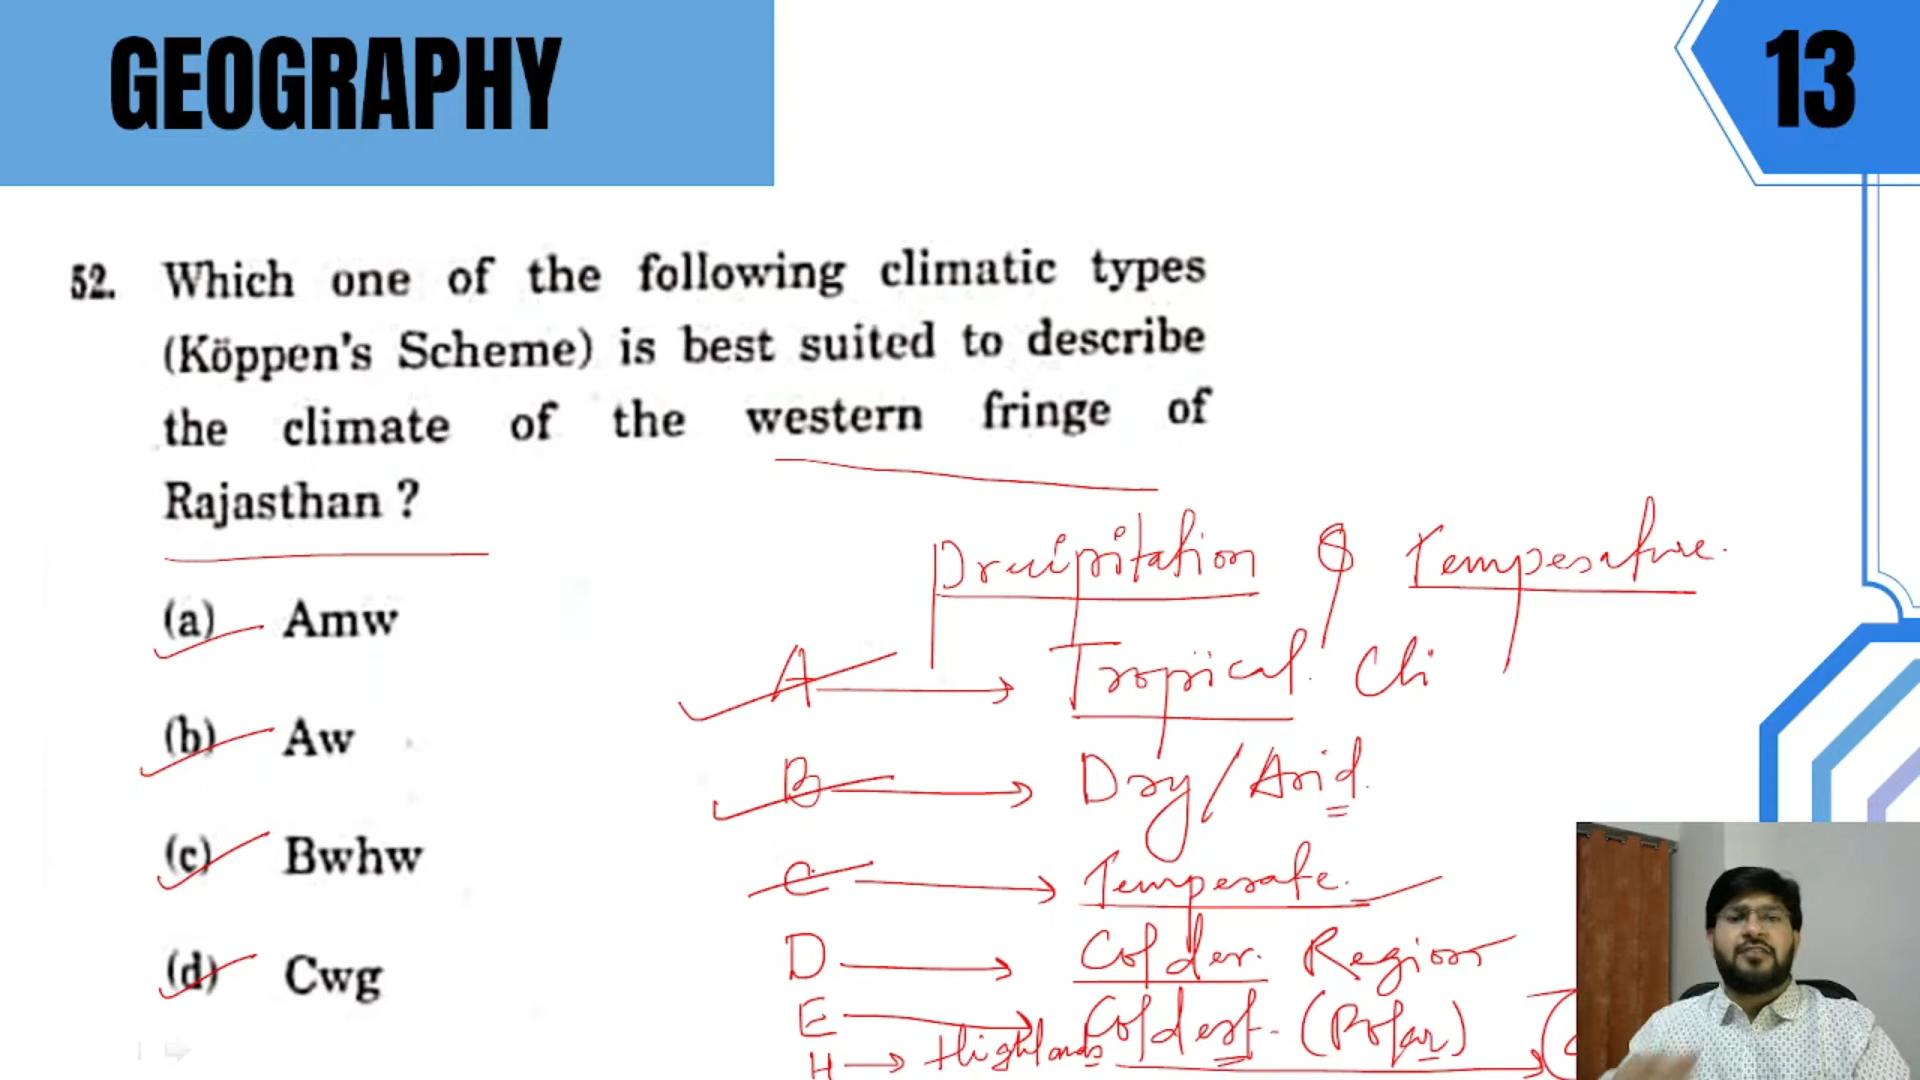 GEOGRAPHY
13
52. Which one of the following climatic types
(Köppen's Scheme) is best suited to describe
the climate of the western fringe of
Rajasthan ?
Precipitation & Temperature.
(a) Amw
A → Tropical. Cli
(b) Aw
B → Dry/Arid.
(c) Bwhw
C → Temperate.
D → Colder. Region
(d) Cwg
E → Coldest. (Polar)
H → Highlands